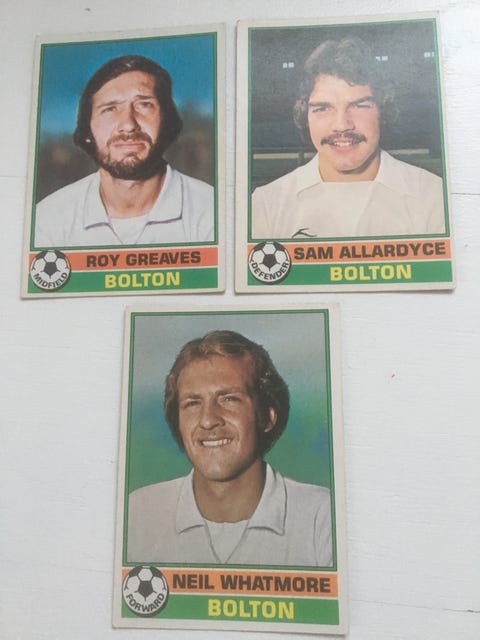 ROY GREAVES
MIDFIELD
BOLTON
SAM ALLARDYCE
DEFENDER
BOLTON
NEIL WHATMORE
FORWARD
BOLTON